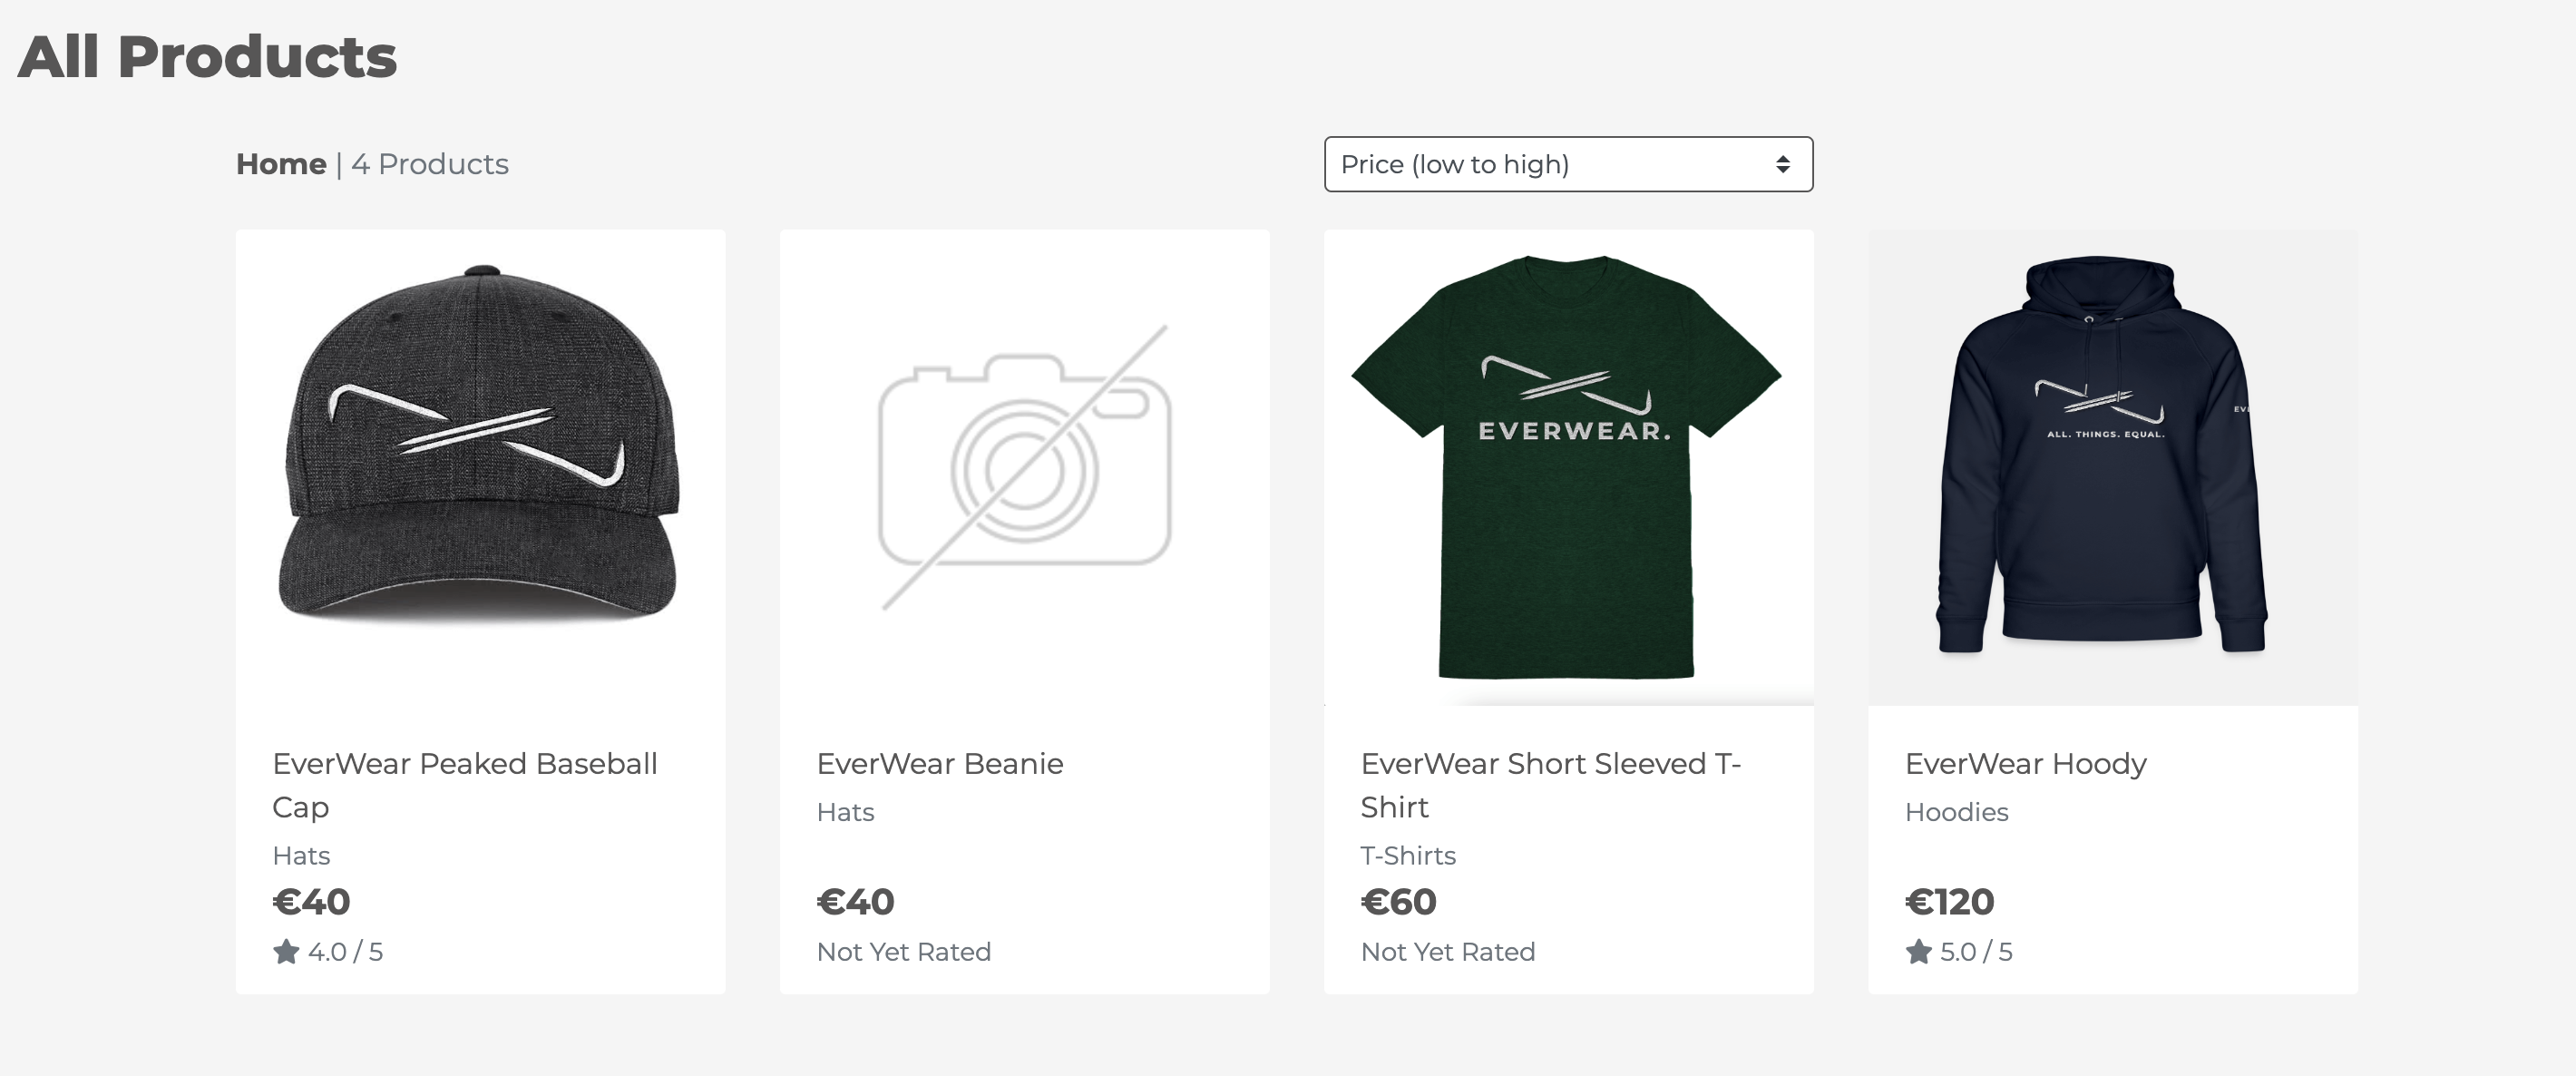 All Products
Home | 4 Products
Price (low to high)
EVERWEAR.
ALL. THINGS. EQUAL.
EverWear Peaked Baseball
Cap
Hats
€40
4.0 / 5
EverWear Beanie
Hats
€40
Not Yet Rated
EverWear Short Sleeved T-
Shirt
T-Shirts
€60
Not Yet Rated
EverWear Hoody
Hoodies
€120
5.0 / 5